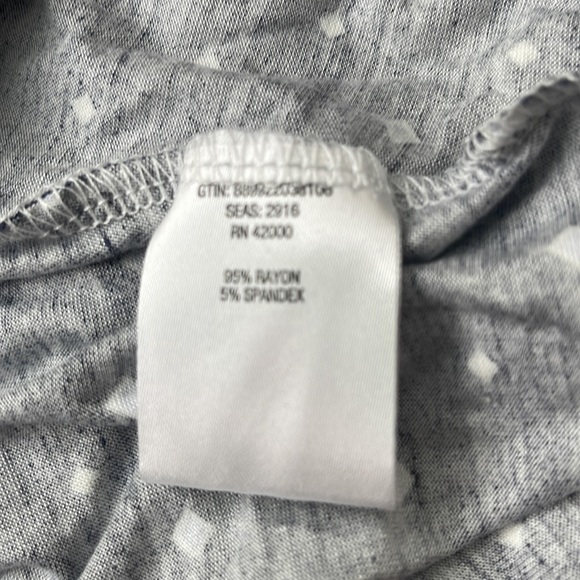 GTIN:
SEAS: 2916
RN 42000
95% RAYON
5% SPANDEX